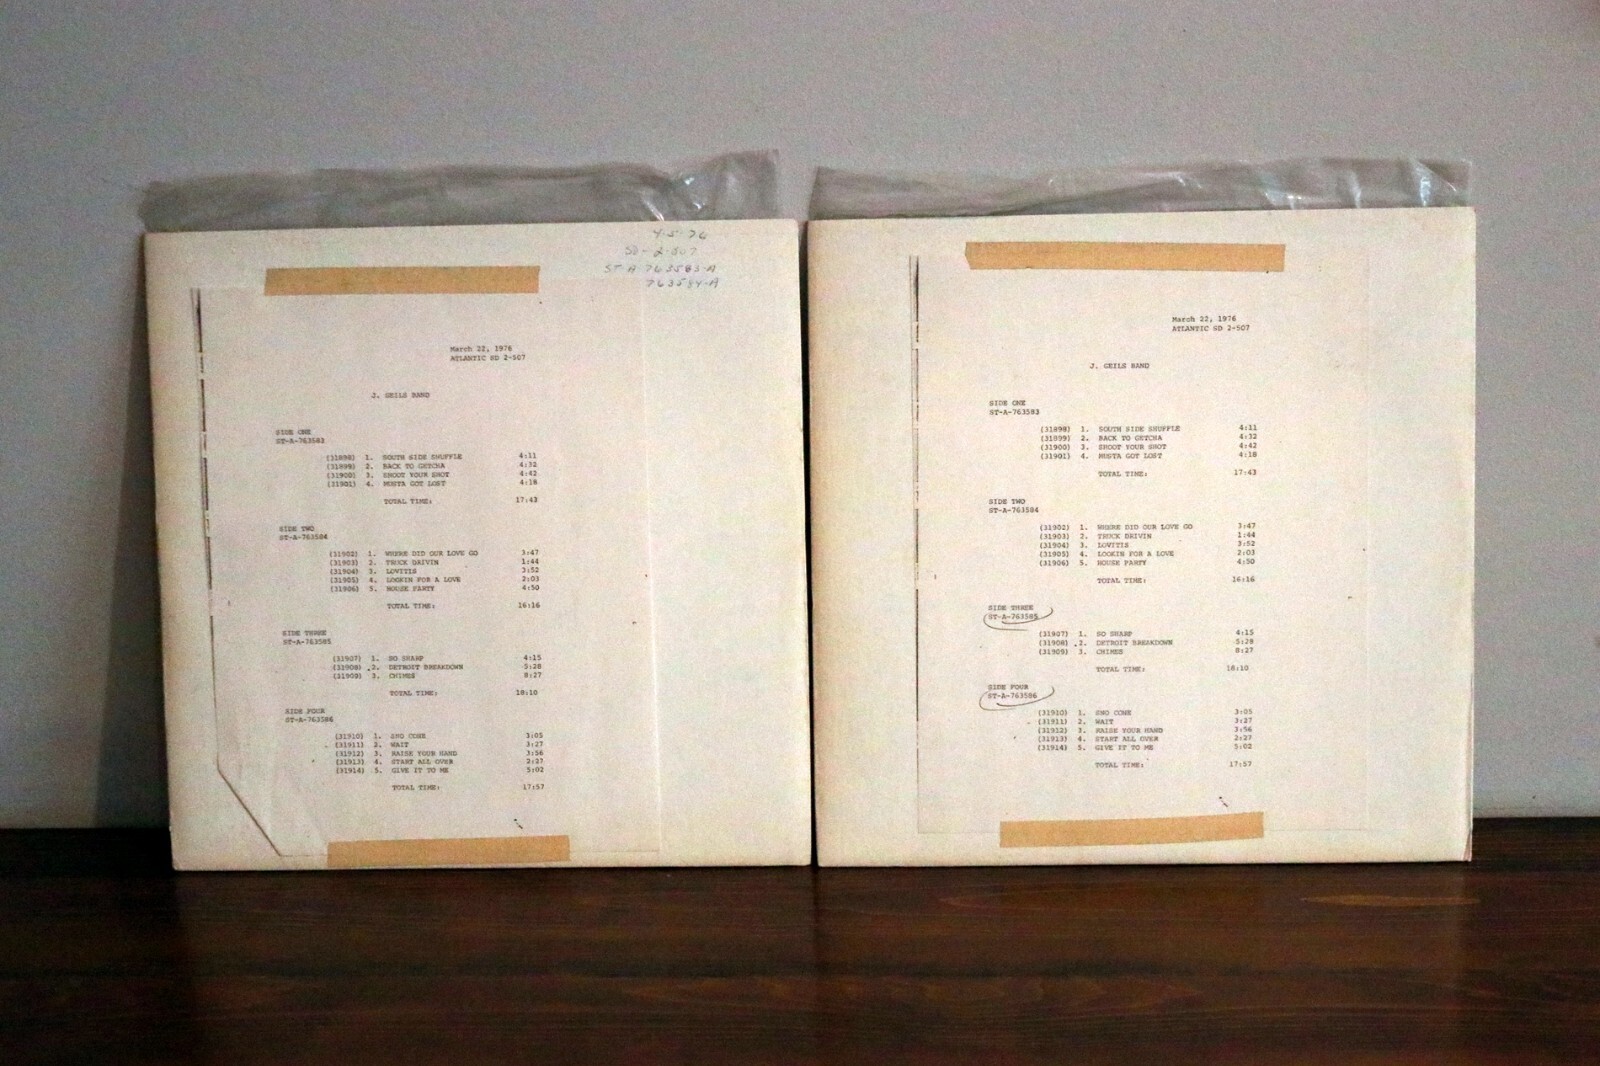 4-5-76
SD-2-507
ST-A 763583-A
763584-A
March 22, 1976
ATLANTIC SD 2-507
J. GEILS BAND
SIDE ONE
ST-A-763583
(31898) 1. SOUTH SIDE SHUFFLE 4:11
(31899) 2. BACK TO GETCHA 4:32
(31900) 3. SHOOT YOUR SHOT 4:42
(31901) 4. MUSTA GOT LOST 4:18
TOTAL TIME: 17:43
SIDE TWO
ST-A-763584
(31902) 1. WHERE DID OUR LOVE GO 3:47
(31903) 2. TRUCK DRIVIN 1:44
(31904) 3. LOVITIS 3:52
(31905) 4. LOOKIN FOR A LOVE 2:03
(31906) 5. HOUSE PARTY 4:50
TOTAL TIME: 16:16
SIDE THREE
ST-A-763585
(31907) 1. SO SHARP 4:15
(31908) 2. DETROIT BREAKDOWN 5:28
(31909) 3. CHIMES 8:27
TOTAL TIME: 18:10
SIDE FOUR
ST-A-763586
(31910) 1. SNO CONE 3:05
(31911) 2. WAIT 3:27
(31912) 3. RAISE YOUR HAND 3:56
(31913) 4. START ALL OVER 2:27
(31914) 5. GIVE IT TO ME 5:02
TOTAL TIME: 17:57
March 22, 1976
ATLANTIC SD 2-507
J. GEILS BAND
SIDE ONE
ST-A-763583
(31898) 1. SOUTH SIDE SHUFFLE 4:11
(31899) 2. BACK TO GETCHA 4:32
(31900) 3. SHOOT YOUR SHOT 4:42
(31901) 4. MUSTA GOT LOST 4:18
TOTAL TIME: 17:43
SIDE TWO
ST-A-763584
(31902) 1. WHERE DID OUR LOVE GO 3:47
(31903) 2. TRUCK DRIVIN 1:44
(31904) 3. LOVITIS 3:52
(31905) 4. LOOKIN FOR A LOVE 2:03
(31906) 5. HOUSE PARTY 4:50
TOTAL TIME: 16:16
SIDE THREE
ST-A-763585
(31907) 1. SO SHARP 4:15
(31908) 2. DETROIT BREAKDOWN 5:28
(31909) 3. CHIMES 8:27
TOTAL TIME: 18:10
SIDE FOUR
ST-A-763586
(31910) 1. SNO CONE 3:05
(31911) 2. WAIT 3:27
(31912) 3. RAISE YOUR HAND 3:56
(31913) 4. START ALL OVER 2:27
(31914) 5. GIVE IT TO ME 5:02
TOTAL TIME: 17:57